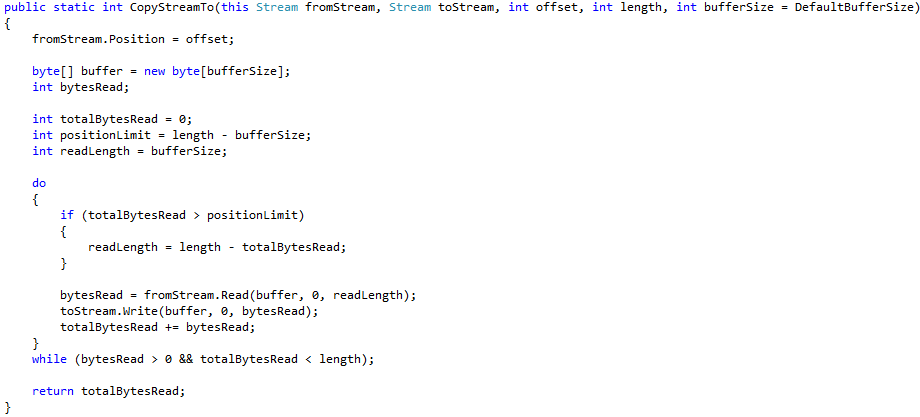 public static int CopyStreamTo(this Stream fromStream, Stream toStream, int offset, int length, int bufferSize = DefaultBufferSize)
{
    fromStream.Position = offset;

    byte[] buffer = new byte[bufferSize];
    int bytesRead;

    int totalBytesRead = 0;
    int positionLimit = length - bufferSize;
    int readLength = bufferSize;

    do
    {
        if (totalBytesRead > positionLimit)
        {
            readLength = length - totalBytesRead;
        }

        bytesRead = fromStream.Read(buffer, 0, readLength);
        toStream.Write(buffer, 0, bytesRead);
        totalBytesRead += bytesRead;
    }
    while (bytesRead > 0 && totalBytesRead < length);

    return totalBytesRead;
}